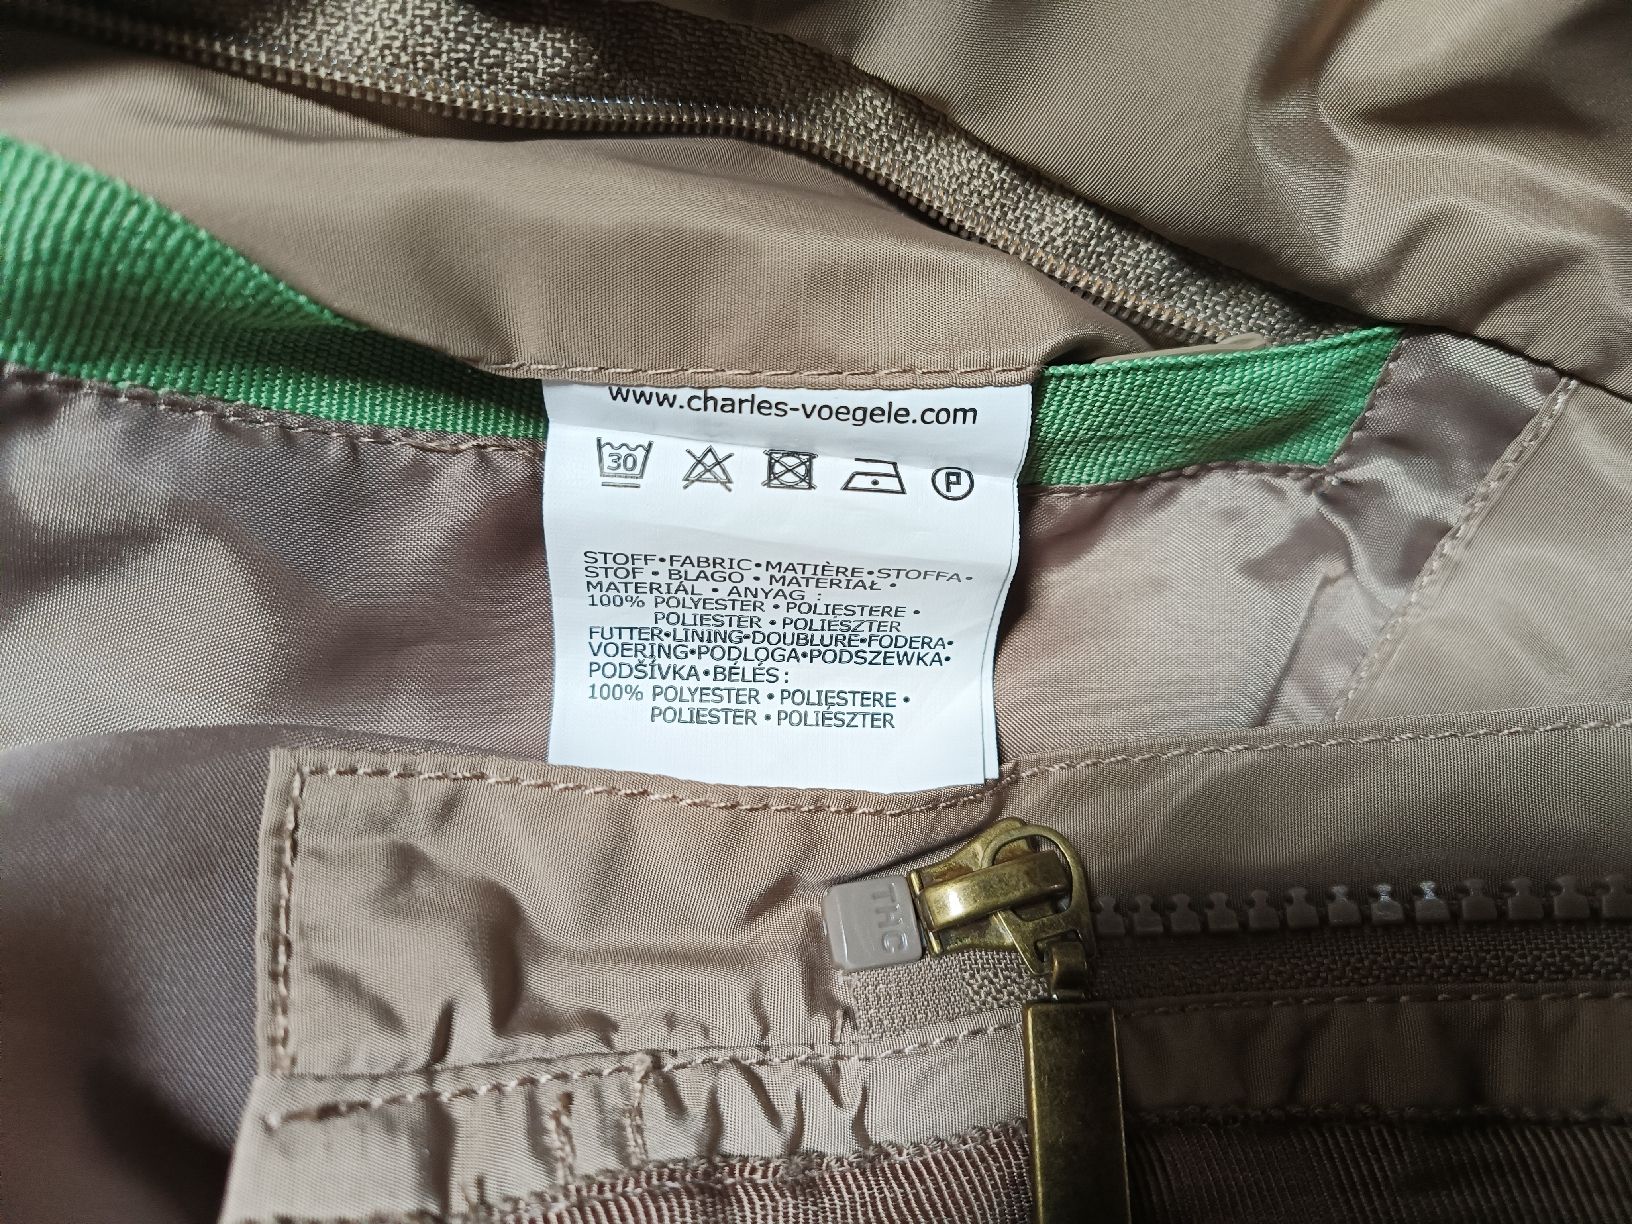 www.charles-voegele.com
30 P
STOFF•FABRIC•MATIÈRE•STOFFA•
STOF • BLAGO • MATERIAŁ •
MATERIÁL • ANYAG :
100% POLYESTER • POLIESTERE •
POLIESTER • POLIÉSZTER
FUTTER•LINING•DOUBLURE•FODERA•
VOERING•PODLOGA•PODSZEWKA•
PODŠÍVKA•BÉLÉS:
100% POLYESTER • POLIESTERE •
POLIESTER • POLIÉSZTER
THC